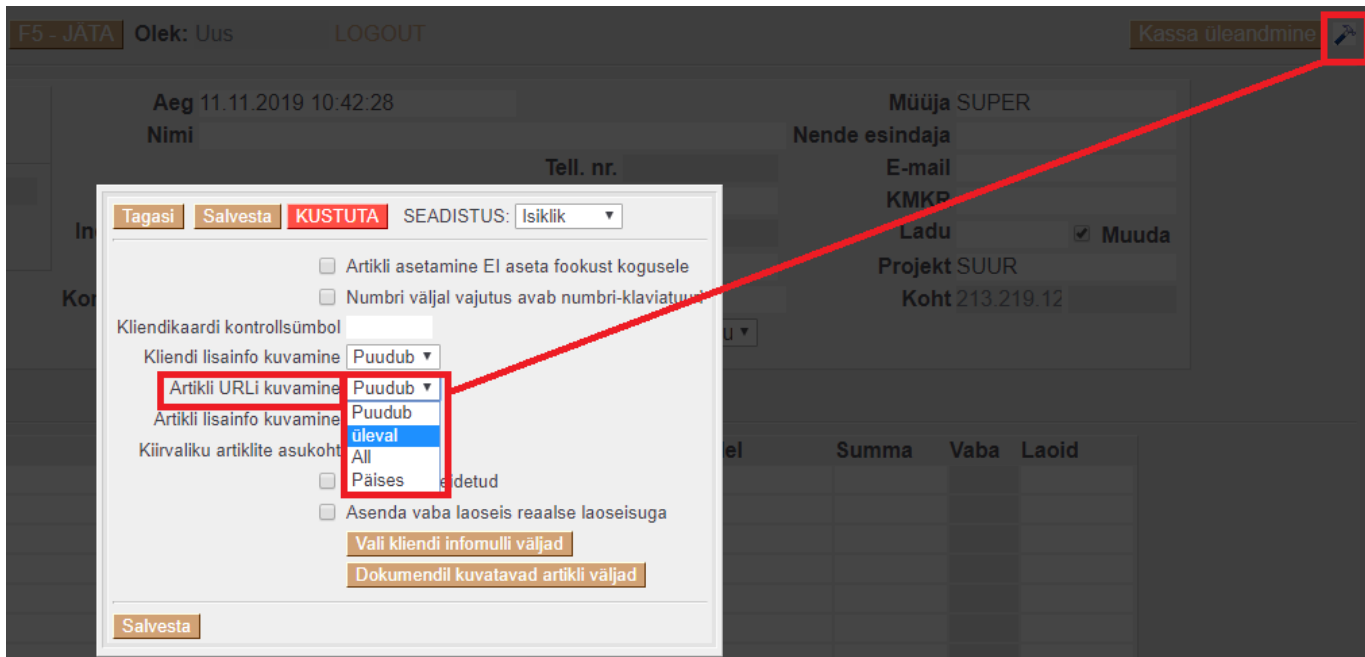 F5 - JÄTA Olek: Uus LOGOUT Kassa üleandmine
Aeg 11.11.2019 10:42:28 Müüja SUPER
Nimi Nende esindaja
Tell. nr. E-mail
KMKR
Ladu Muuda
Projekt SUUR
Koht 213.219.12
Tagasi Salvesta KUSTUTA SEADISTUS: Isiklik
Artikli asetamine EI aseta fookust kogusele
Numbri väljal vajutus avab numbri-klaviatuuri
Kliendikaardi kontrollsümbol
Kliendi lisainfo kuvamine Puudub
Artikli URLi kuvamine Puudub
Puudub
Artikli lisainfo kuvamine
üleval
Kiirvaliku artiklite asukoht
All
Päises
Asenda vaba laoseis reaalse laoseisuga
Vali kliendi infomulli väljad
Dokumendil kuvatavad artikli väljad
Salvesta
Summa Vaba Laoid